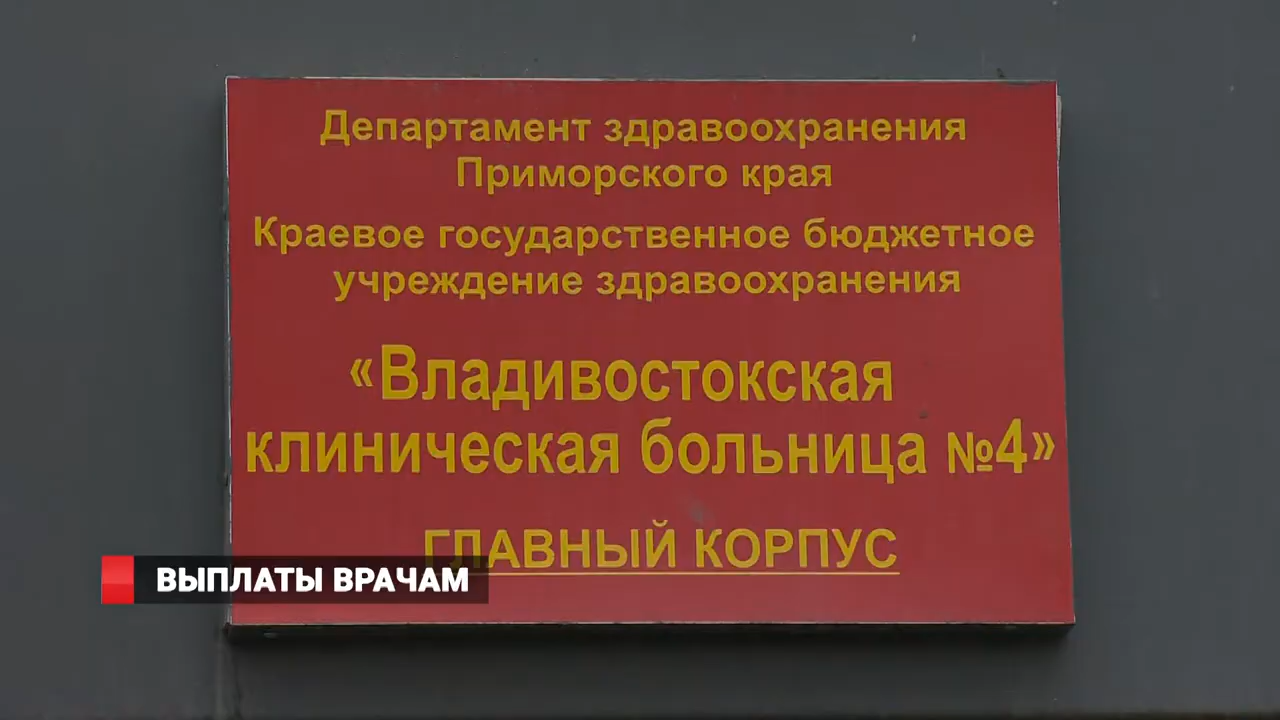 Департамент здравоохранения
Приморского края
Краевое государственное бюджетное
учреждение здравоохранения
«Владивостокская
клиническая больница №4»
ГЛАВНЫЙ КОРПУС
ВЫПЛАТЫ ВРАЧАМ